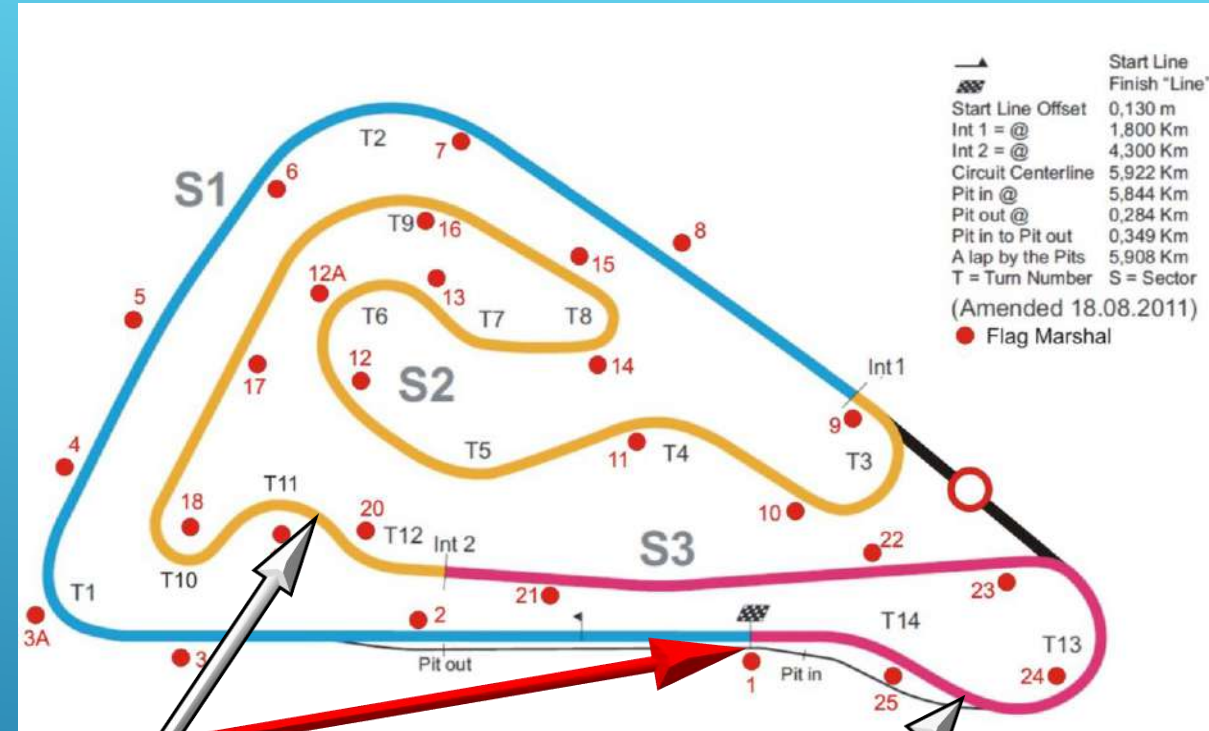 Start Line
Finish "Line"
Start Line Offset 0,130 m
Int 1 = @ 1,800 Km
Int 2 = @ 4,300 Km
Circuit Centerline 5,922 Km
Pit in @ 5,844 Km
Pit out @ 0,284 Km
Pit in to Pit out 0,349 Km
A lap by the Pits 5,908 Km
T = Turn Number S = Sector
(Amended 18.08.2011)
Flag Marshal
T2
7
6
S1
8
T9
16
15
12A
13
5
T6
T7
T8
12
14
17
S2
Int 1
9
T3
4
T5
11
T4
T11
18
20
10
T12
Int 2
S3
22
T10
23
T1
21
2
T14
3A
T13
3
Pit out
1
Pit in
24
25